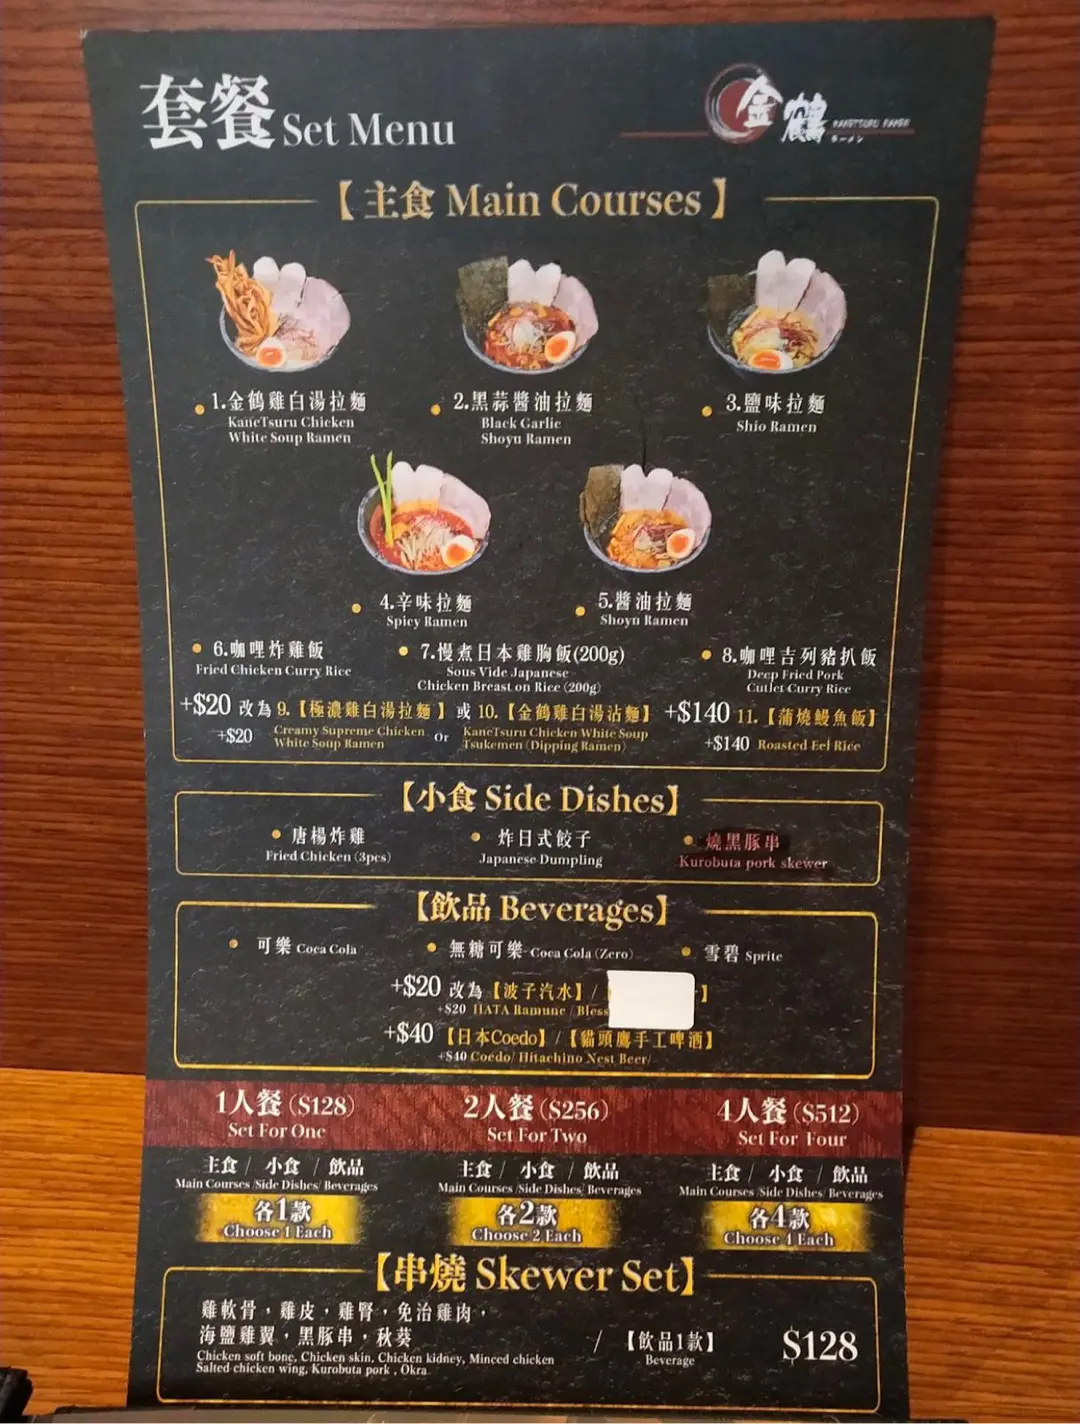 套餐 Set Menu
金鶴 KANETSURU RAMEN
ラーメン
【主食 Main Courses】
1.金鶴雞白湯拉麵
KaneTsuru Chicken
White Soup Ramen
2.黑蒜醬油拉麵
Black Garlic
Shoyu Ramen
3.鹽味拉麵
Shio Ramen
4.辛味拉麵
Spicy Ramen
5.醬油拉麵
Shoyu Ramen
6.咖哩炸雞飯
Fried Chicken Curry Rice
7.慢煮日本雞胸飯(200g)
Sous Vide Japanese
Chicken Breast on Rice (200g)
8.咖哩吉列豬扒飯
Deep Fried Pork
Cutlet Curry Rice
+$20 改為 9.【極濃雞白湯拉麵】 或 10.【金鶴雞白湯沾麵】 +$140 11.【蒲燒鰻魚飯】
+$20 Creamy Supreme Chicken White Soup Ramen Or KaneTsuru Chicken White Soup Tsukemen (Dipping Ramen) +$140 Roasted Eel Rice
【小食 Side Dishes】
唐楊炸雞
Fried Chicken (3pcs)
炸日式餃子
Japanese Dumpling
燒黑豚串
Kurobuta pork skewer
【飲品 Beverages】
可樂 Coca Cola
無糖可樂 Coca Cola (Zero)
雪碧 Sprite
+$20 改為【波子汽水】/【 】
+$20 HATA Ramune / Bless
+$40 【日本Coedo】/【貓頭鷹手工啤酒】
+$40 Coedo/ Hitachino Nest Beer/
1人餐 ($128)
Set For One
主食 / 小食 / 飲品
Main Courses /Side Dishes/ Beverages
各1款
Choose 1 Each
2人餐 ($256)
Set For Two
主食 / 小食 / 飲品
Main Courses /Side Dishes/ Beverages
各2款
Choose 2 Each
4人餐 ($512)
Set For Four
主食 / 小食 / 飲品
Main Courses /Side Dishes/ Beverages
各4款
Choose 4 Each
【串燒 Skewer Set】
雞軟骨，雞皮，雞腎，免治雞肉，
海鹽雞翼，黑豚串，秋葵
Chicken soft bone, Chicken skin, Chicken kidney, Minced chicken
Salted chicken wing, Kurobuta pork , Okra
/ 【飲品1款】
Beverage
$128